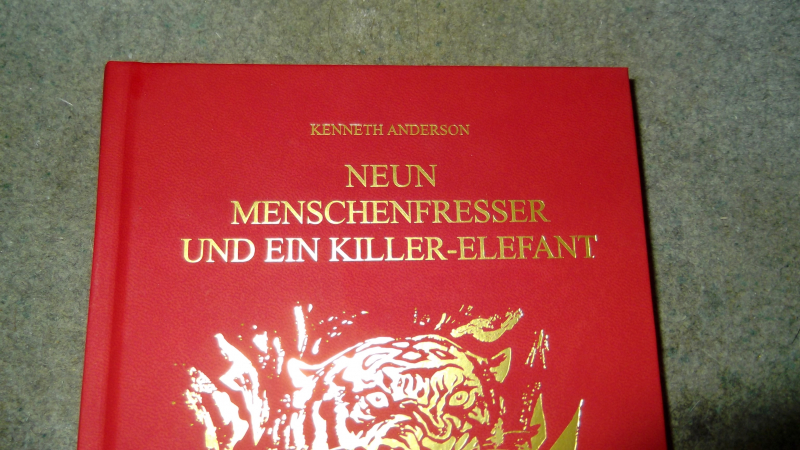 KENNETH ANDERSON
NEUN
MENSCHENFRESSER
UND EIN KILLER-ELEFANT